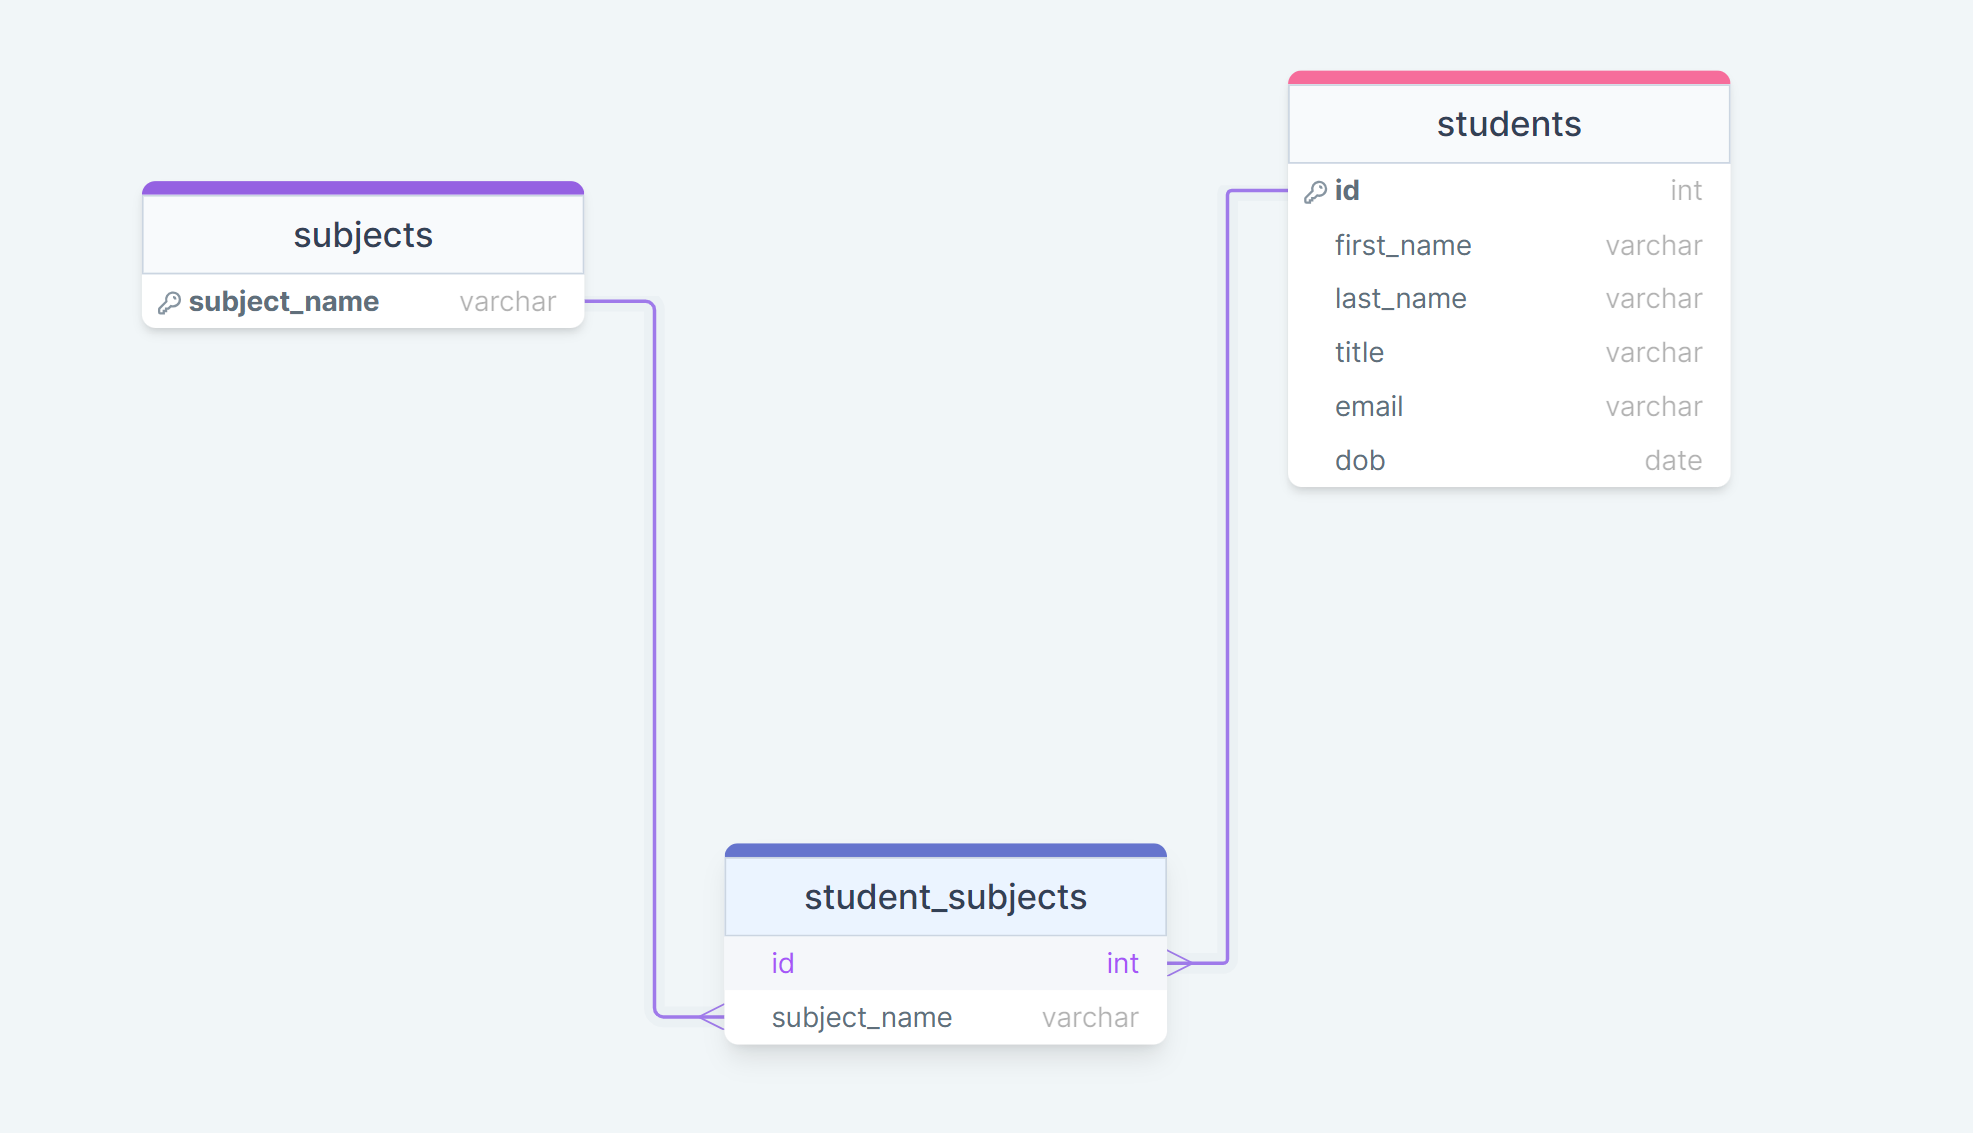 subjects
subject_name varchar
students
id int
first_name varchar
last_name varchar
title varchar
email varchar
dob date
student_subjects
id int
subject_name varchar